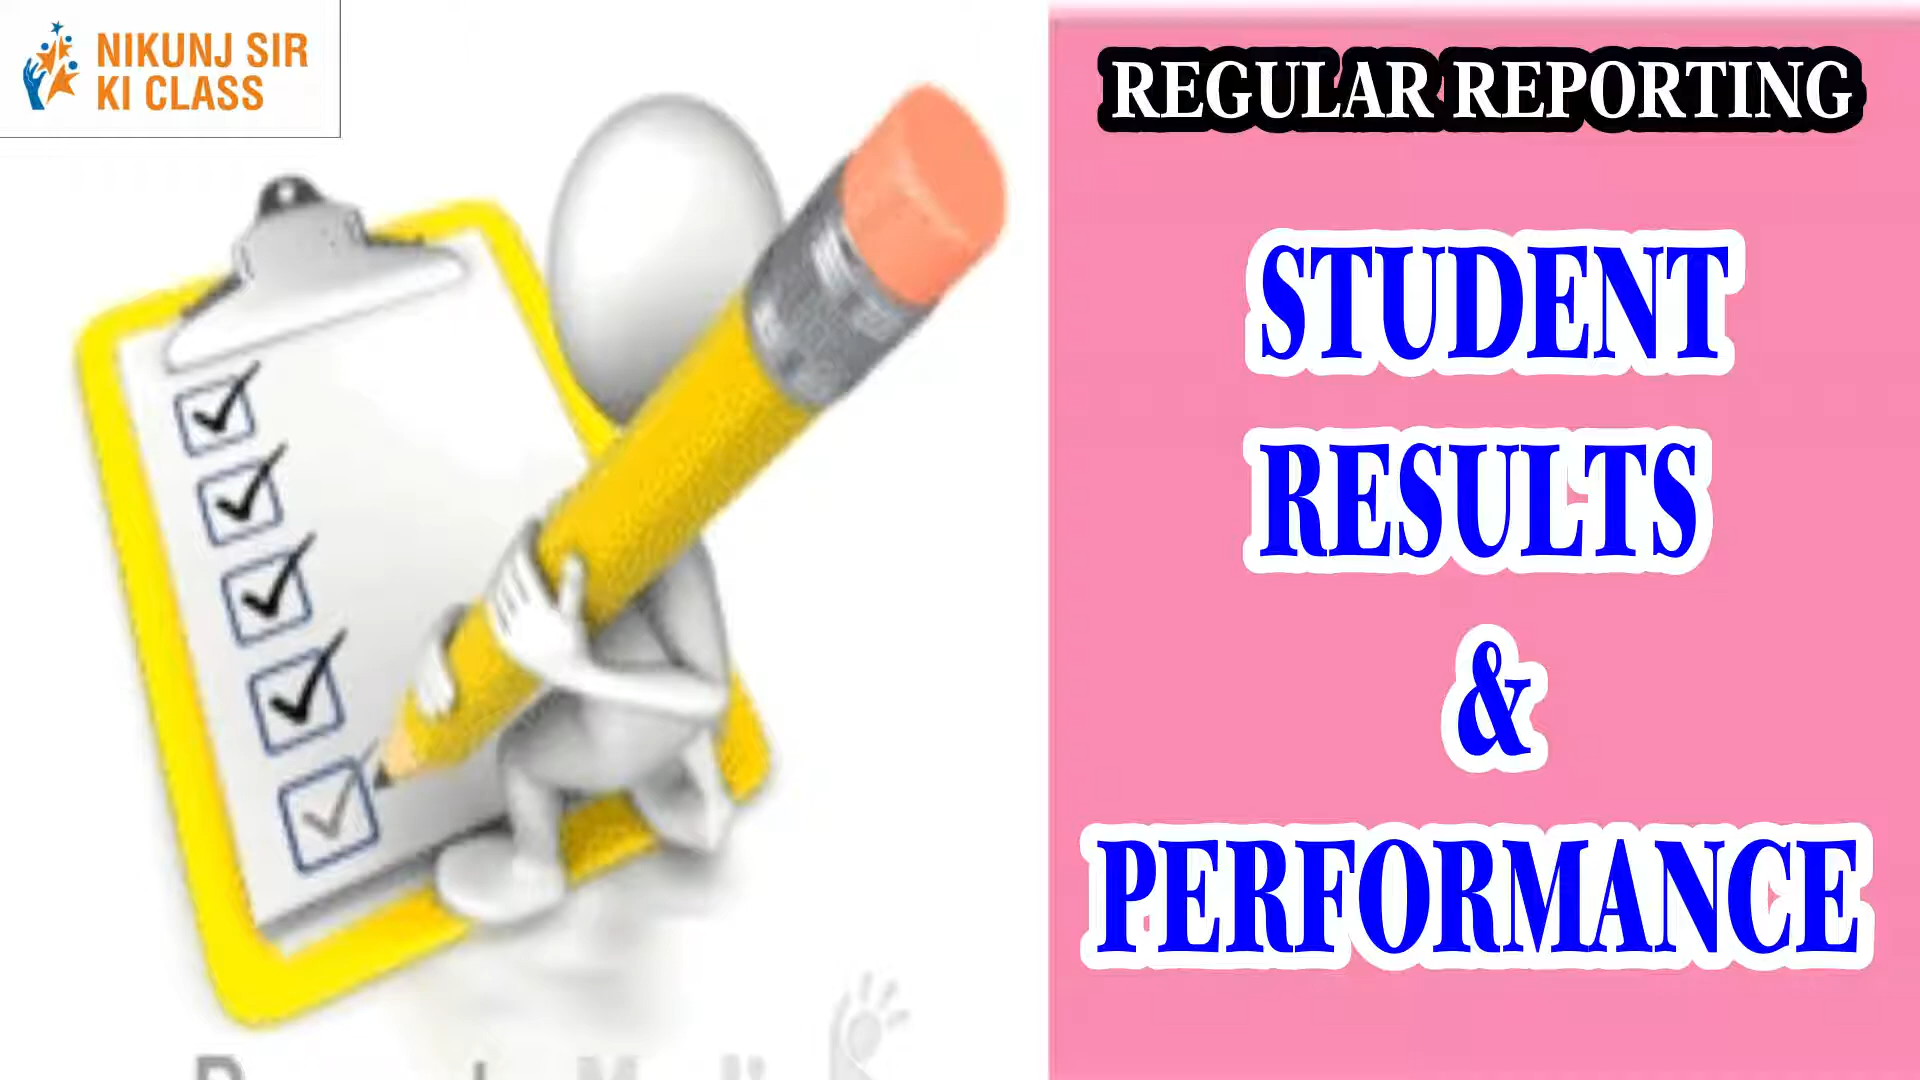 NIKUNJ SIR
KI CLASS
REGULAR REPORTING
STUDENT
RESULTS
&
PERFORMANCE